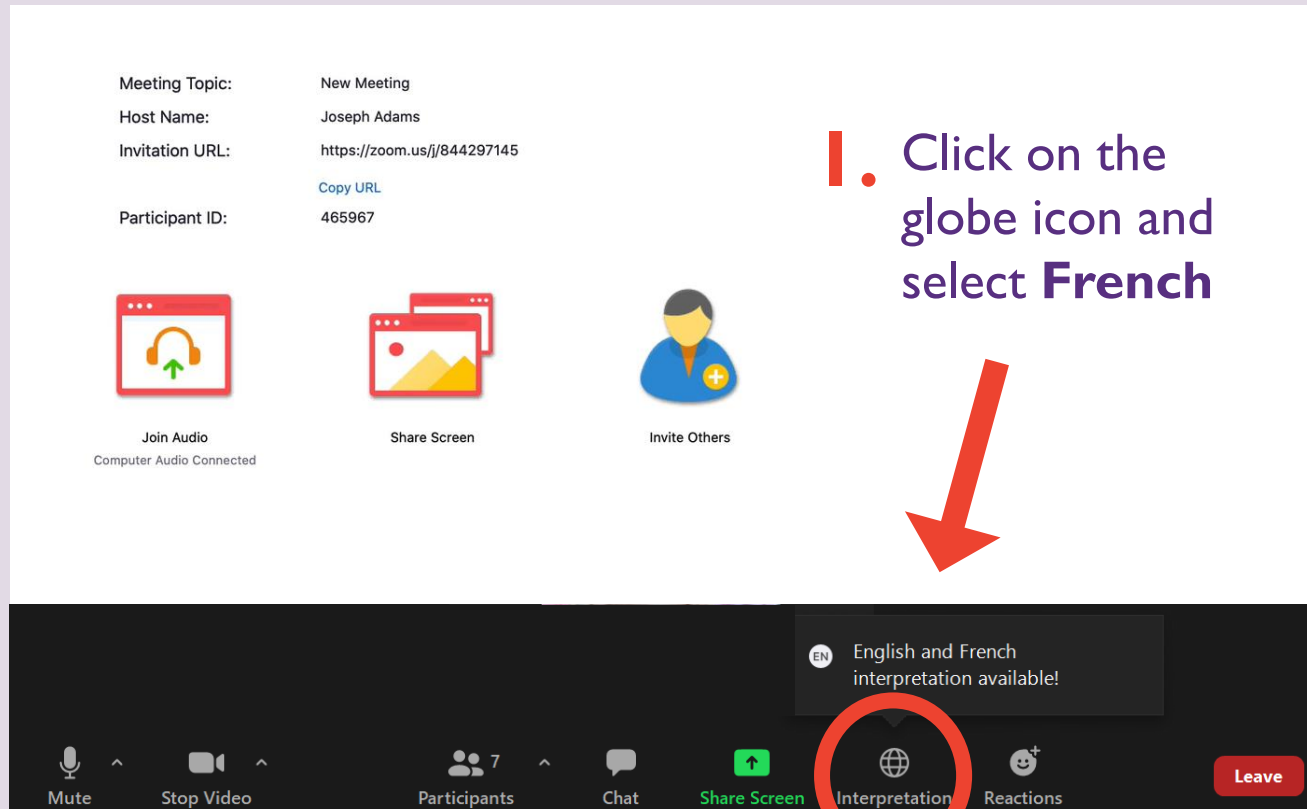 Meeting Topic: New Meeting
Host Name: Joseph Adams
Invitation URL: https://zoom.us/j/844297145
Copy URL
Participant ID: 465967
1. Click on the
globe icon and
select French
Join Audio
Computer Audio Connected
Share Screen
Invite Others
EN English and French
interpretation available!
7
Mute Stop Video Participants Chat Share Screen Interpretation Reactions
Leave